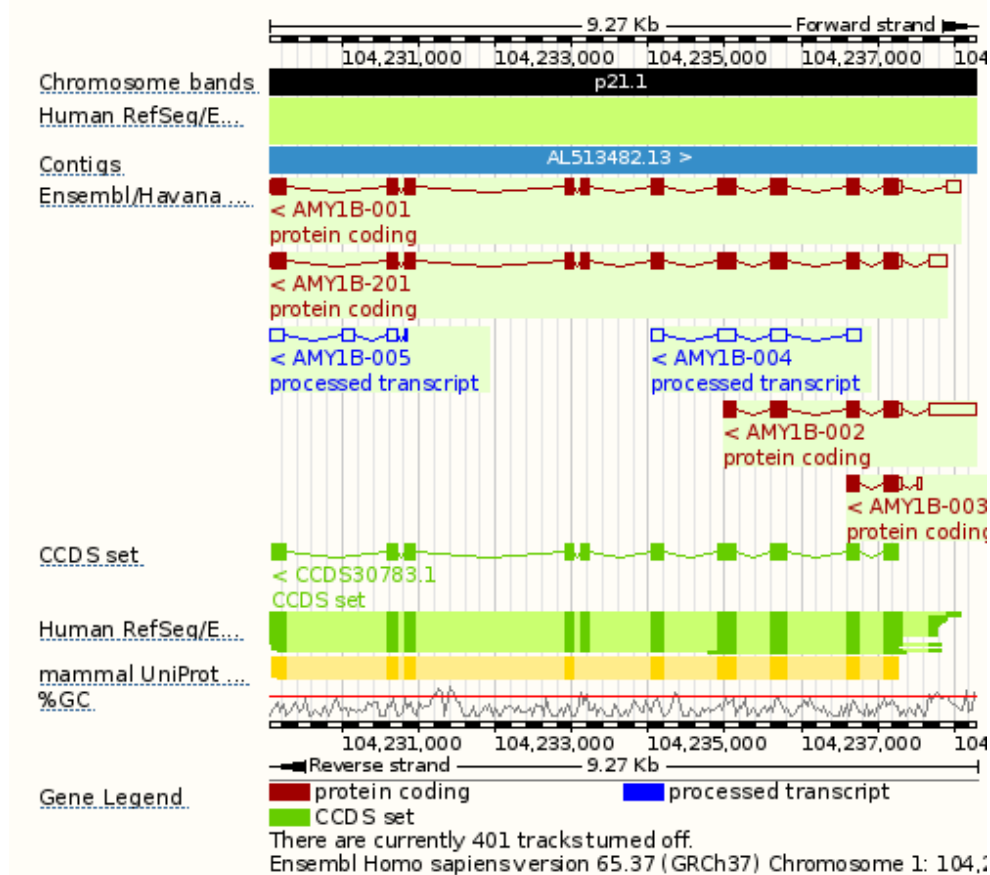 9.27 Kb Forward strand
104,231,000 104,233,000 104,235,000 104,237,000 104
Chromosome bands p21.1
Human RefSeq/E...
Contigs AL513482.13 >
Ensembl/Havana ...
< AMY1B-001
protein coding
< AMY1B-201
protein coding
< AMY1B-005 < AMY1B-004
processed transcript processed transcript
< AMY1B-002
protein coding
< AMY1B-003
protein coding
CCDS set
< CCDS30783.1
CCDS set
Human RefSeq/E...
mammal UniProt ...
%GC
104,231,000 104,233,000 104,235,000 104,237,000 104
Reverse strand 9.27 Kb
Gene Legend protein coding processed transcript
CCDS set
There are currently 401 tracks turned off.
Ensembl Homo sapiens version 65.37 (GRCh37) Chromosome 1: 104,2